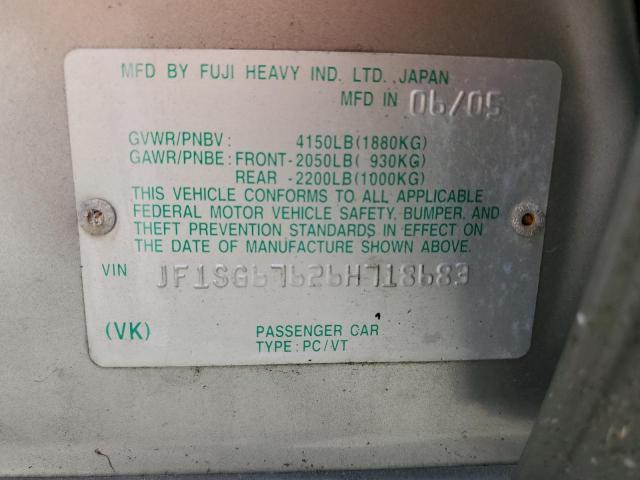 MFD BY FUJI HEAVY IND. LTD.,JAPAN
MFD IN 06/05
GVWR/PNBV: 4150LB(1880KG)
GAWR/PNBE:FRONT-2050LB( 930KG)
REAR -2200LB(1000KG)
THIS VEHICLE CONFORMS TO ALL APPLICABLE
FEDERAL MOTOR VEHICLE SAFETY, BUMPER, AND
THEFT PREVENTION STANDARDS IN EFFECT ON
THE DATE OF MANUFACTURE SHOWN ABOVE.
VIN JF1SG67626H718683
(VK) PASSENGER CAR
TYPE:PC/VT